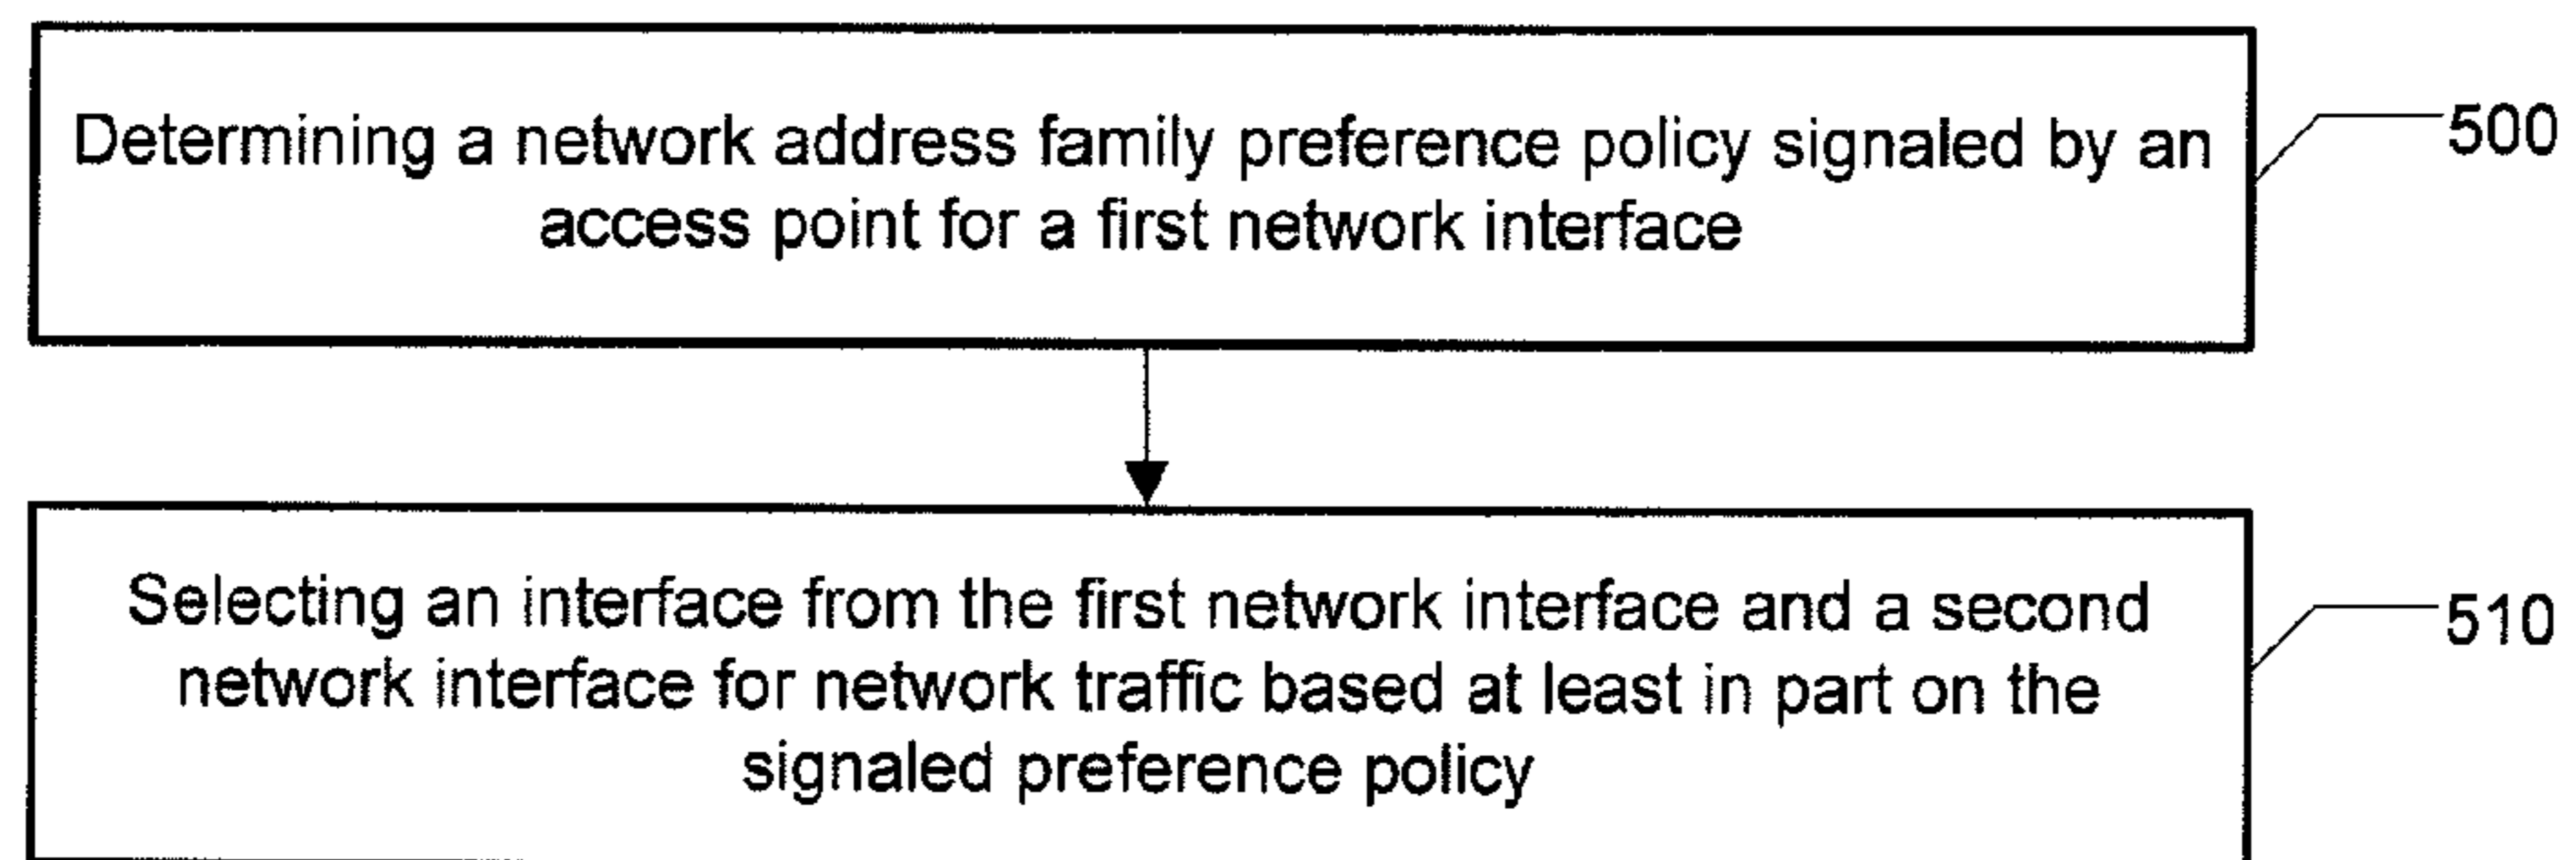 Determining a network address family preference policy signaled by an
access point for a first network interface
500
Selecting an interface from the first network interface and a second
network interface for network traffic based at least in part on the
signaled preference policy
510